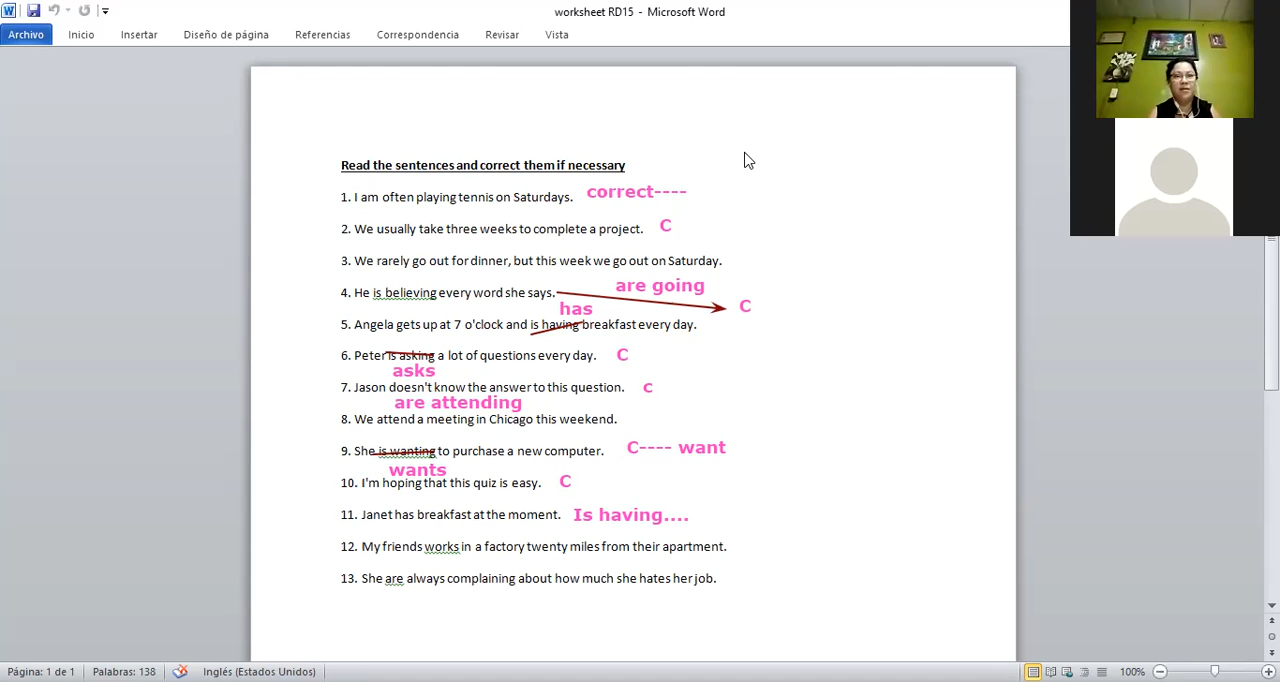 worksheet RD15 - Microsoft Word
Archivo Inicio Insertar Diseño de página Referencias Correspondencia Revisar Vista
Read the sentences and correct them if necessary
1. I am often playing tennis on Saturdays. correct----
2. We usually take three weeks to complete a project. C
3. We rarely go out for dinner, but this week we go out on Saturday.
are going
4. He is believing every word she says. C
has
5. Angela gets up at 7 o'clock and is having breakfast every day.
6. Peter is asking a lot of questions every day. C
asks
7. Jason doesn't know the answer to this question. C
are attending
8. We attend a meeting in Chicago this weekend.
9. She is wanting to purchase a new computer. C---- want
wants
10. I'm hoping that this quiz is easy. C
11. Janet has breakfast at the moment. Is having....
12. My friends works in a factory twenty miles from their apartment.
13. She are always complaining about how much she hates her job.
Página: 1 de 1 Palabras: 138 Inglés (Estados Unidos) 100%